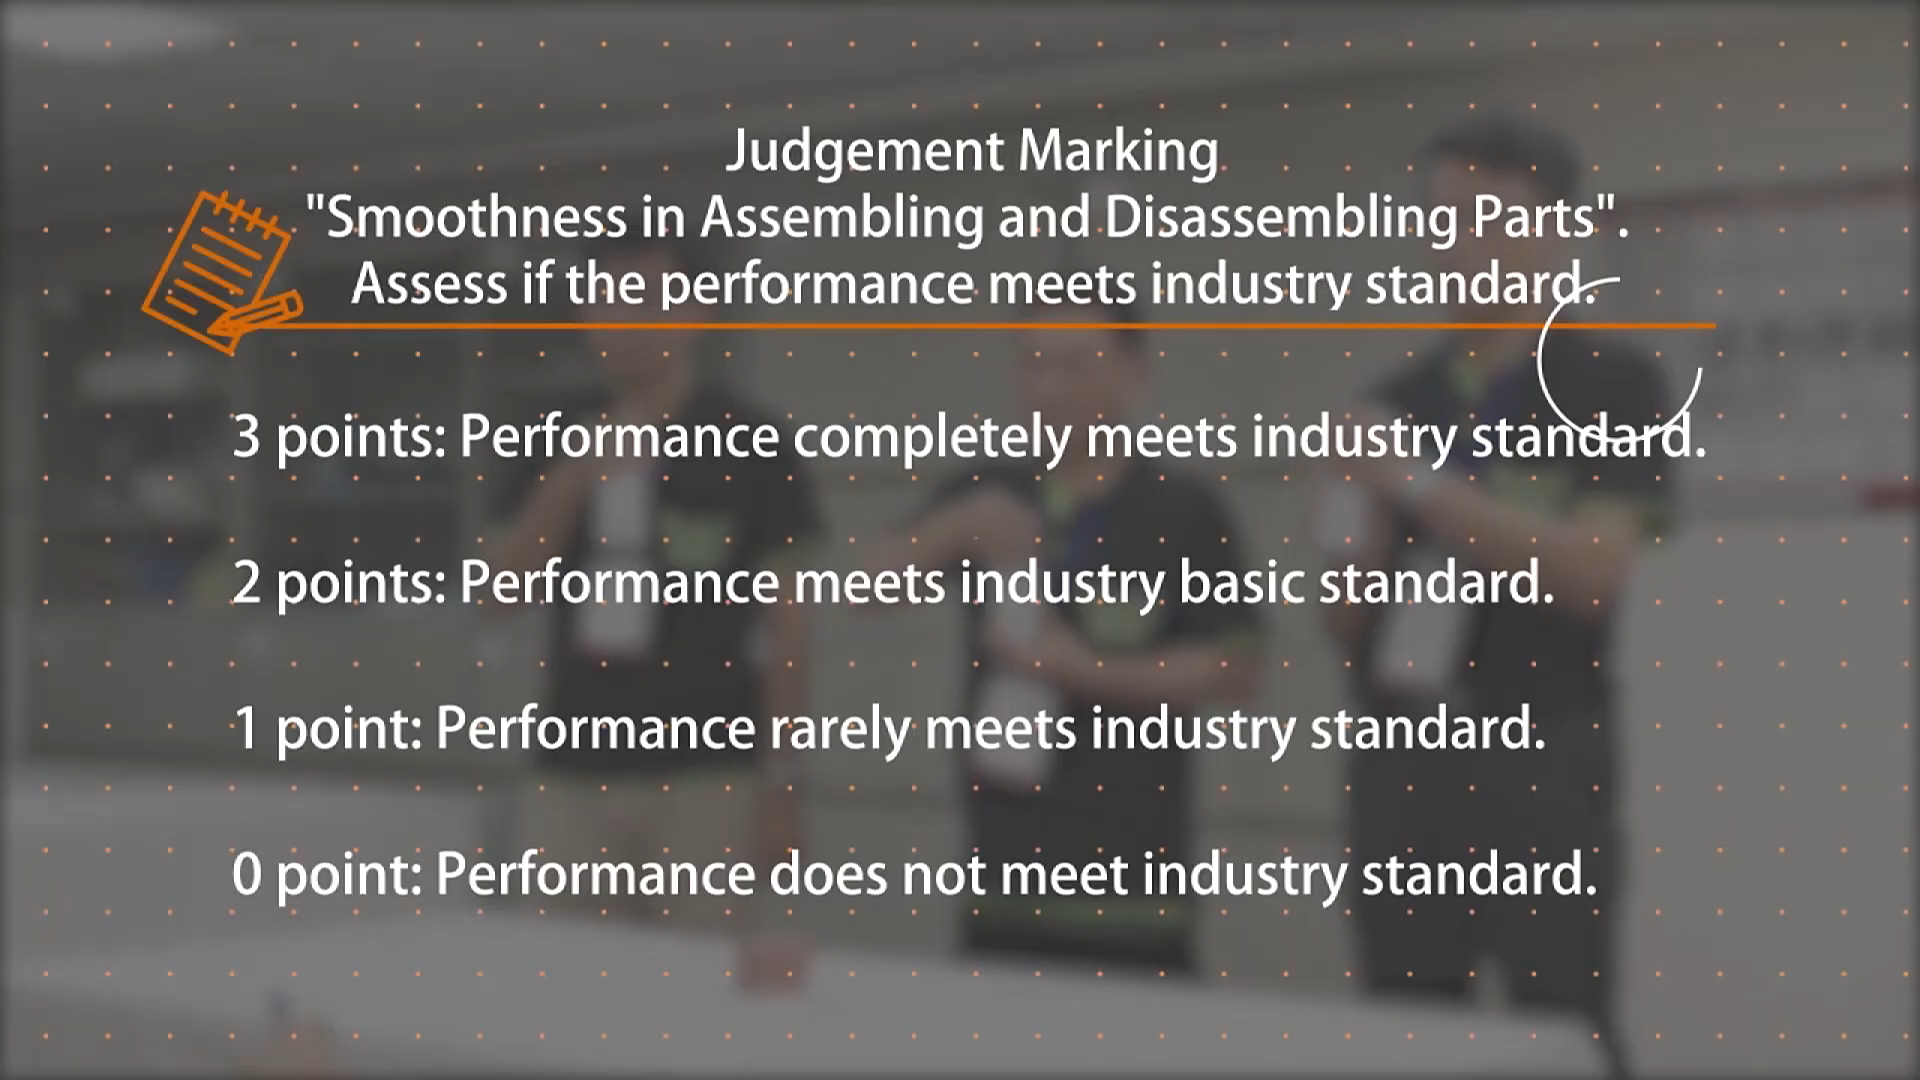 Judgement Marking
"Smoothness in Assembling and Disassembling Parts".
Assess if the performance meets industry standard.
3 points: Performance completely meets industry standard.
2 points: Performance meets industry basic standard.
1 point: Performance rarely meets industry standard.
0 point: Performance does not meet industry standard.